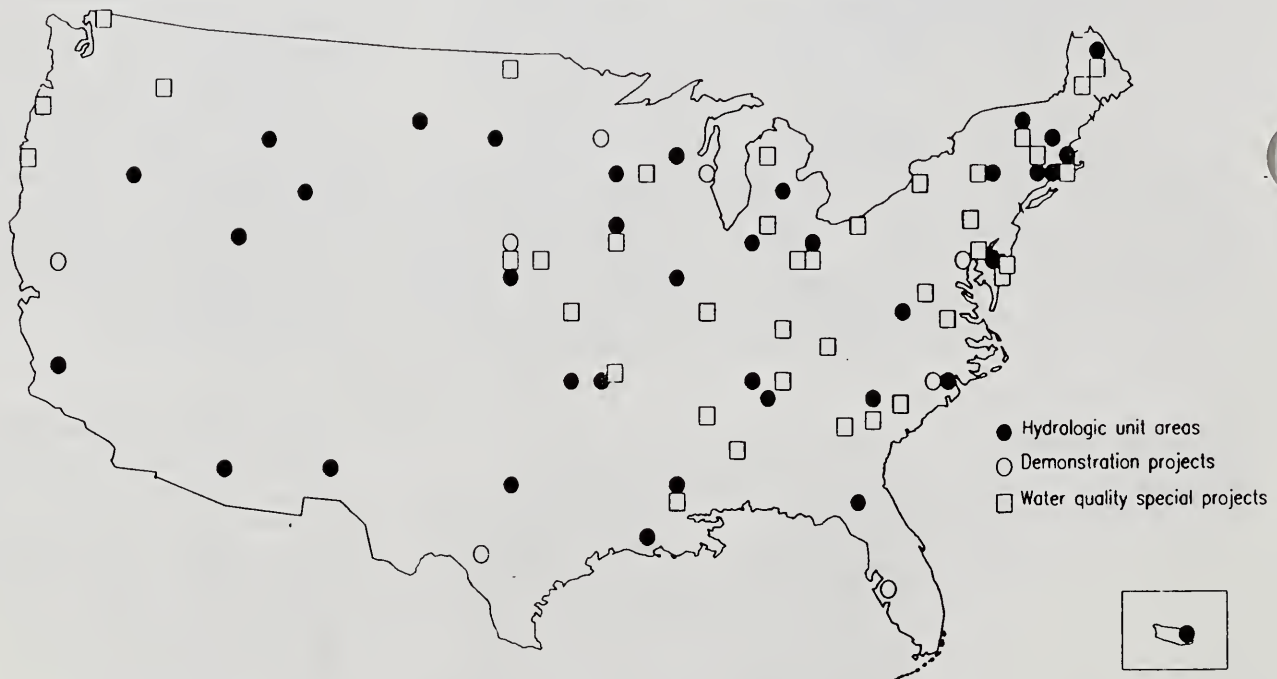 Hydrologic unit areas
Demonstration projects
Water quality special projects